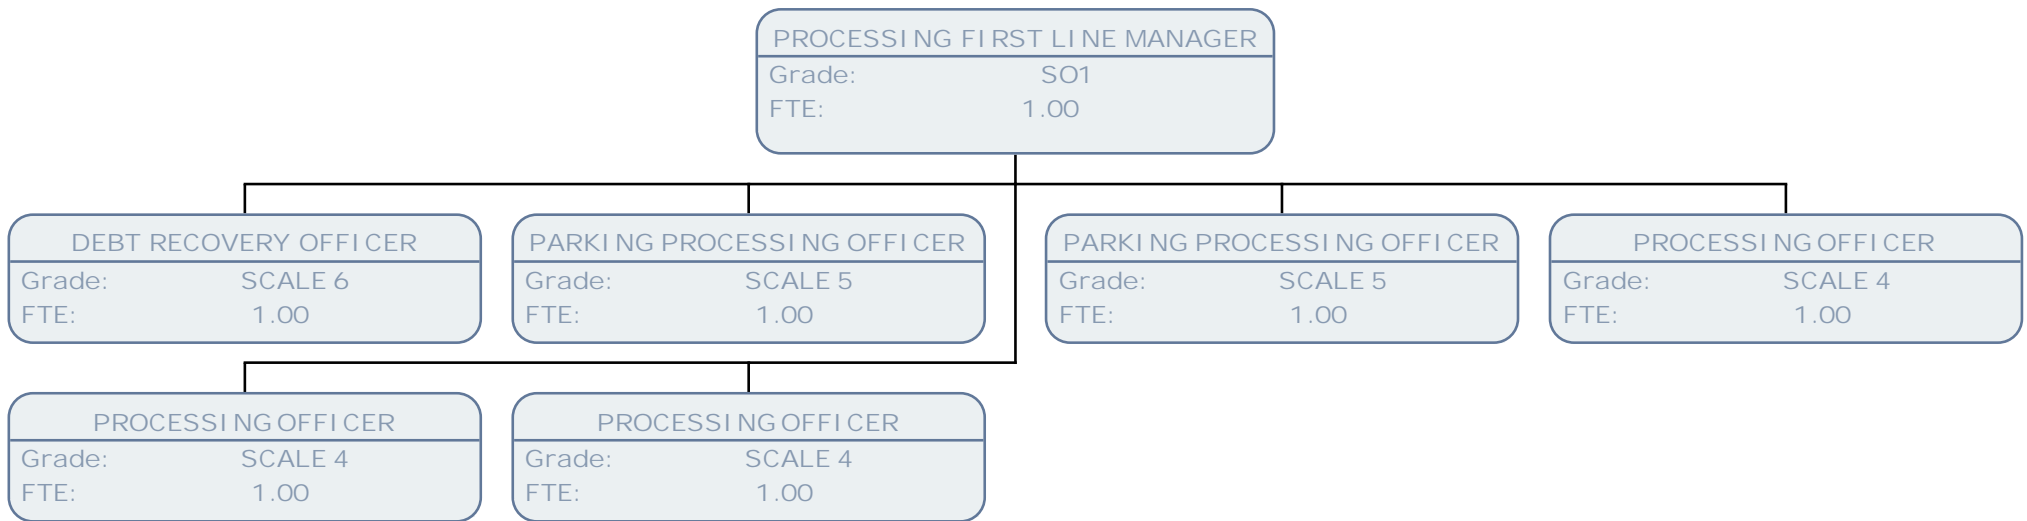 PROCESSING FIRST LINE MANAGER
Grade: SO1
FTE: 1.00
DEBT RECOVERY OFFICER
Grade: SCALE 6
FTE: 1.00
PARKING PROCESSING OFFICER
Grade: SCALE 5
FTE: 1.00
PARKING PROCESSING OFFICER
Grade: SCALE 5
FTE: 1.00
PROCESSING OFFICER
Grade: SCALE 4
FTE: 1.00
PROCESSING OFFICER
Grade: SCALE 4
FTE: 1.00
PROCESSING OFFICER
Grade: SCALE 4
FTE: 1.00